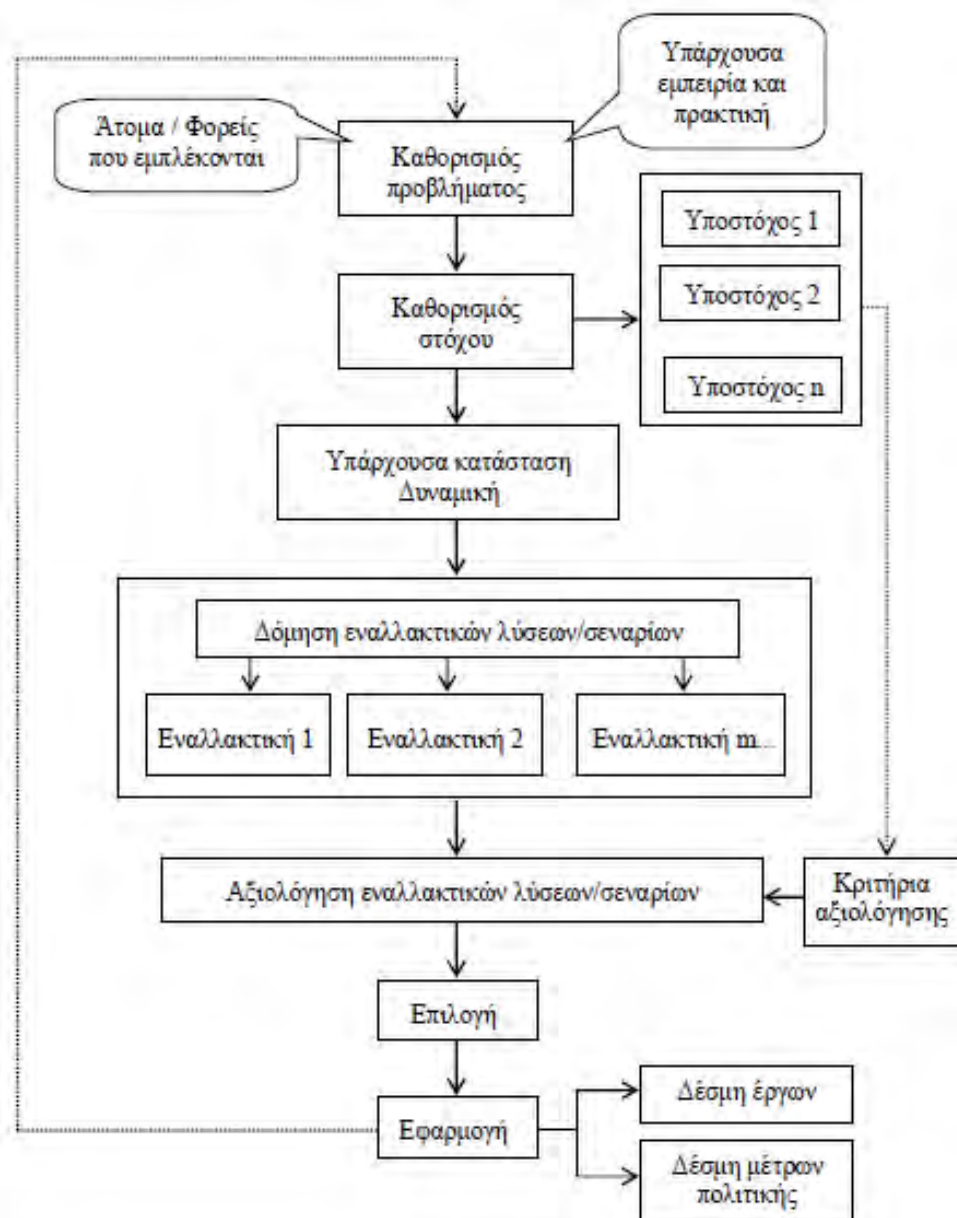 Υπάρχουσα
εμπειρία και
πρακτική
Άτομα / Φορείς
που εμπλέκονται
Καθορισμός
προβλήματος
Υποστόχος 1
Υποστόχος 2
Υποστόχος n
Καθορισμός
στόχου
Υπάρχουσα κατάσταση
Δυναμική
Δόμηση εναλλακτικών λύσεων/σεναρίων
Εναλλακτική 1
Εναλλακτική 2
Εναλλακτική m...
Αξιολόγηση εναλλακτικών λύσεων/σεναρίων
Κριτήρια
αξιολόγησης
Επιλογή
Εφαρμογή
Δέσμη έργων
Δέσμη μέτρων
πολιτικής